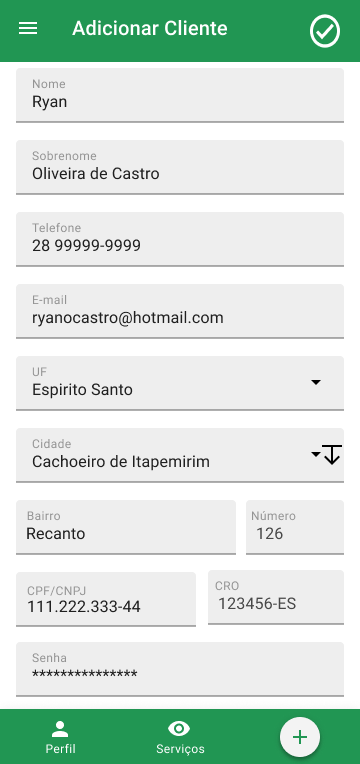 Adicionar Cliente
Nome
Ryan
Sobrenome
Oliveira de Castro
Telefone
28 99999-9999
E-mail
ryanocastro@hotmail.com
UF
Espirito Santo
Cidade
Cachoeiro de Itapemirim
Bairro
Recanto
Número
126
CPF/CNPJ
111.222.333-44
CRO
123456-ES
Senha
***************
Perfil
Serviços